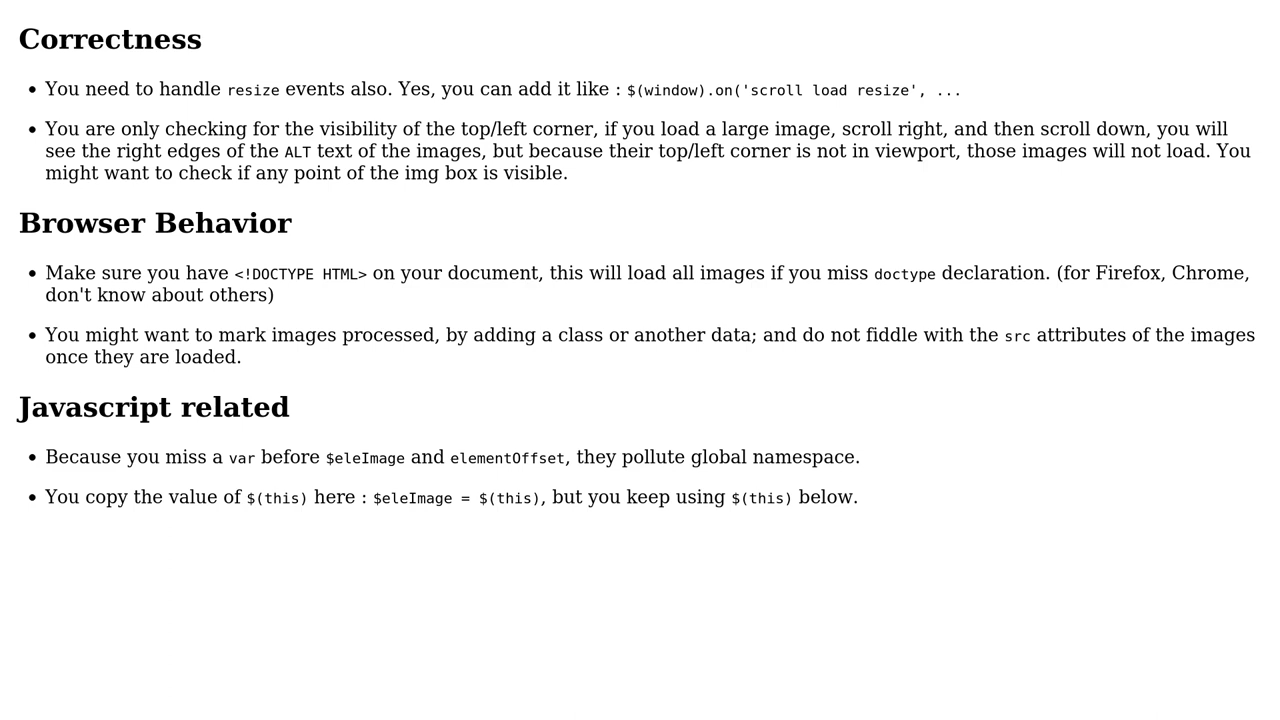 Correctness
• You need to handle resize events also. Yes, you can add it like : $(window).on('scroll load resize', ...
• You are only checking for the visibility of the top/left corner, if you load a large image, scroll right, and then scroll down, you will
see the right edges of the ALT text of the images, but because their top/left corner is not in viewport, those images will not load. You
might want to check if any point of the img box is visible.
Browser Behavior
• Make sure you have <!DOCTYPE HTML> on your document, this will load all images if you miss doctype declaration. (for Firefox, Chrome,
don't know about others)
• You might want to mark images processed, by adding a class or another data; and do not fiddle with the src attributes of the images
once they are loaded.
Javascript related
• Because you miss a var before $eleImage and elementOffset, they pollute global namespace.
• You copy the value of $(this) here : $eleImage = $(this), but you keep using $(this) below.